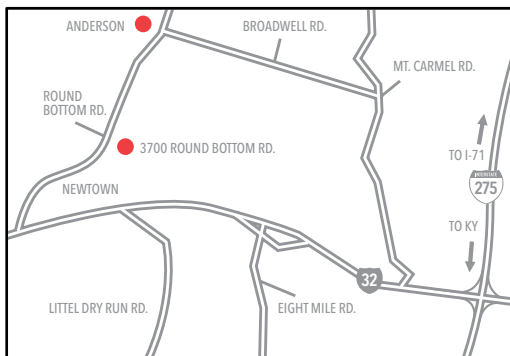 ANDERSON
BROADWELL RD.
MT. CARMEL RD.
ROUND
BOTTOM RD.
3700 ROUND BOTTOM RD.
TO I-71
INTERSTATE
275
NEWTOWN
TO KY
32
LITTEL DRY RUN RD.
EIGHT MILE RD.